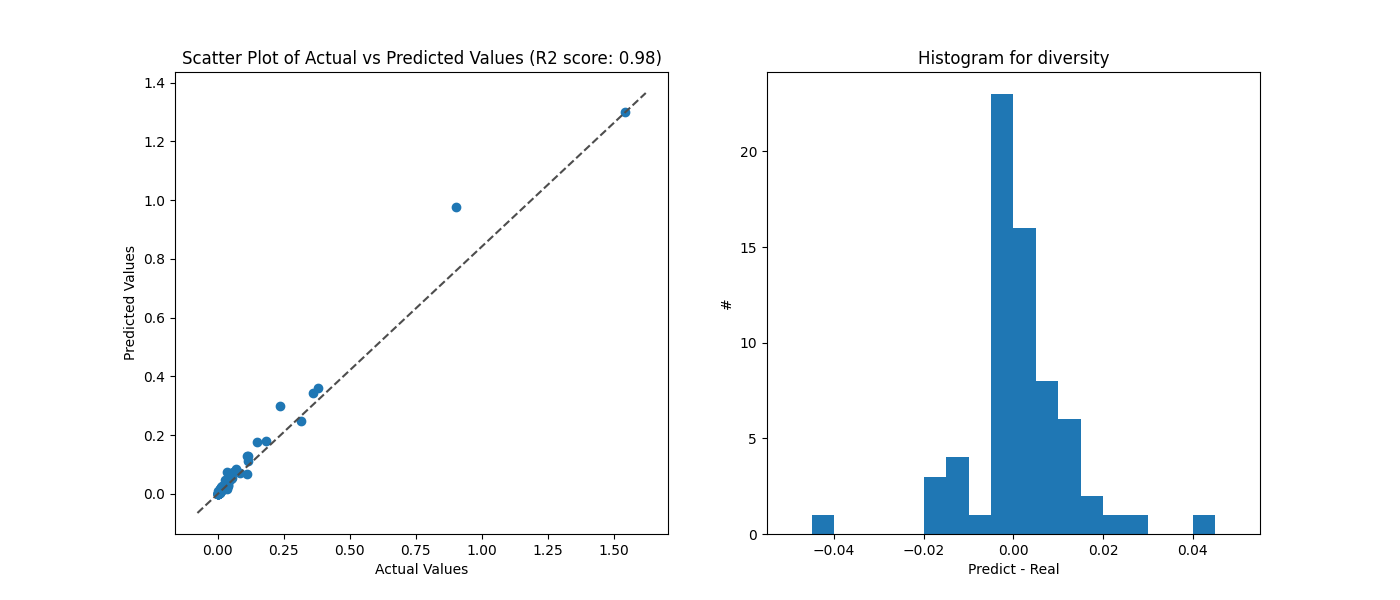 Scatter Plot of Actual vs Predicted Values (R2 score: 0.98)
1.4
1.2
1.0
0.8
0.6
0.4
0.2
0.0
Predicted Values
0.00 0.25 0.50 0.75 1.00 1.25 1.50
Actual Values
Histogram for diversity
20
15
10
5
0
#
−0.04 −0.02 0.00 0.02 0.04
Predict - Real